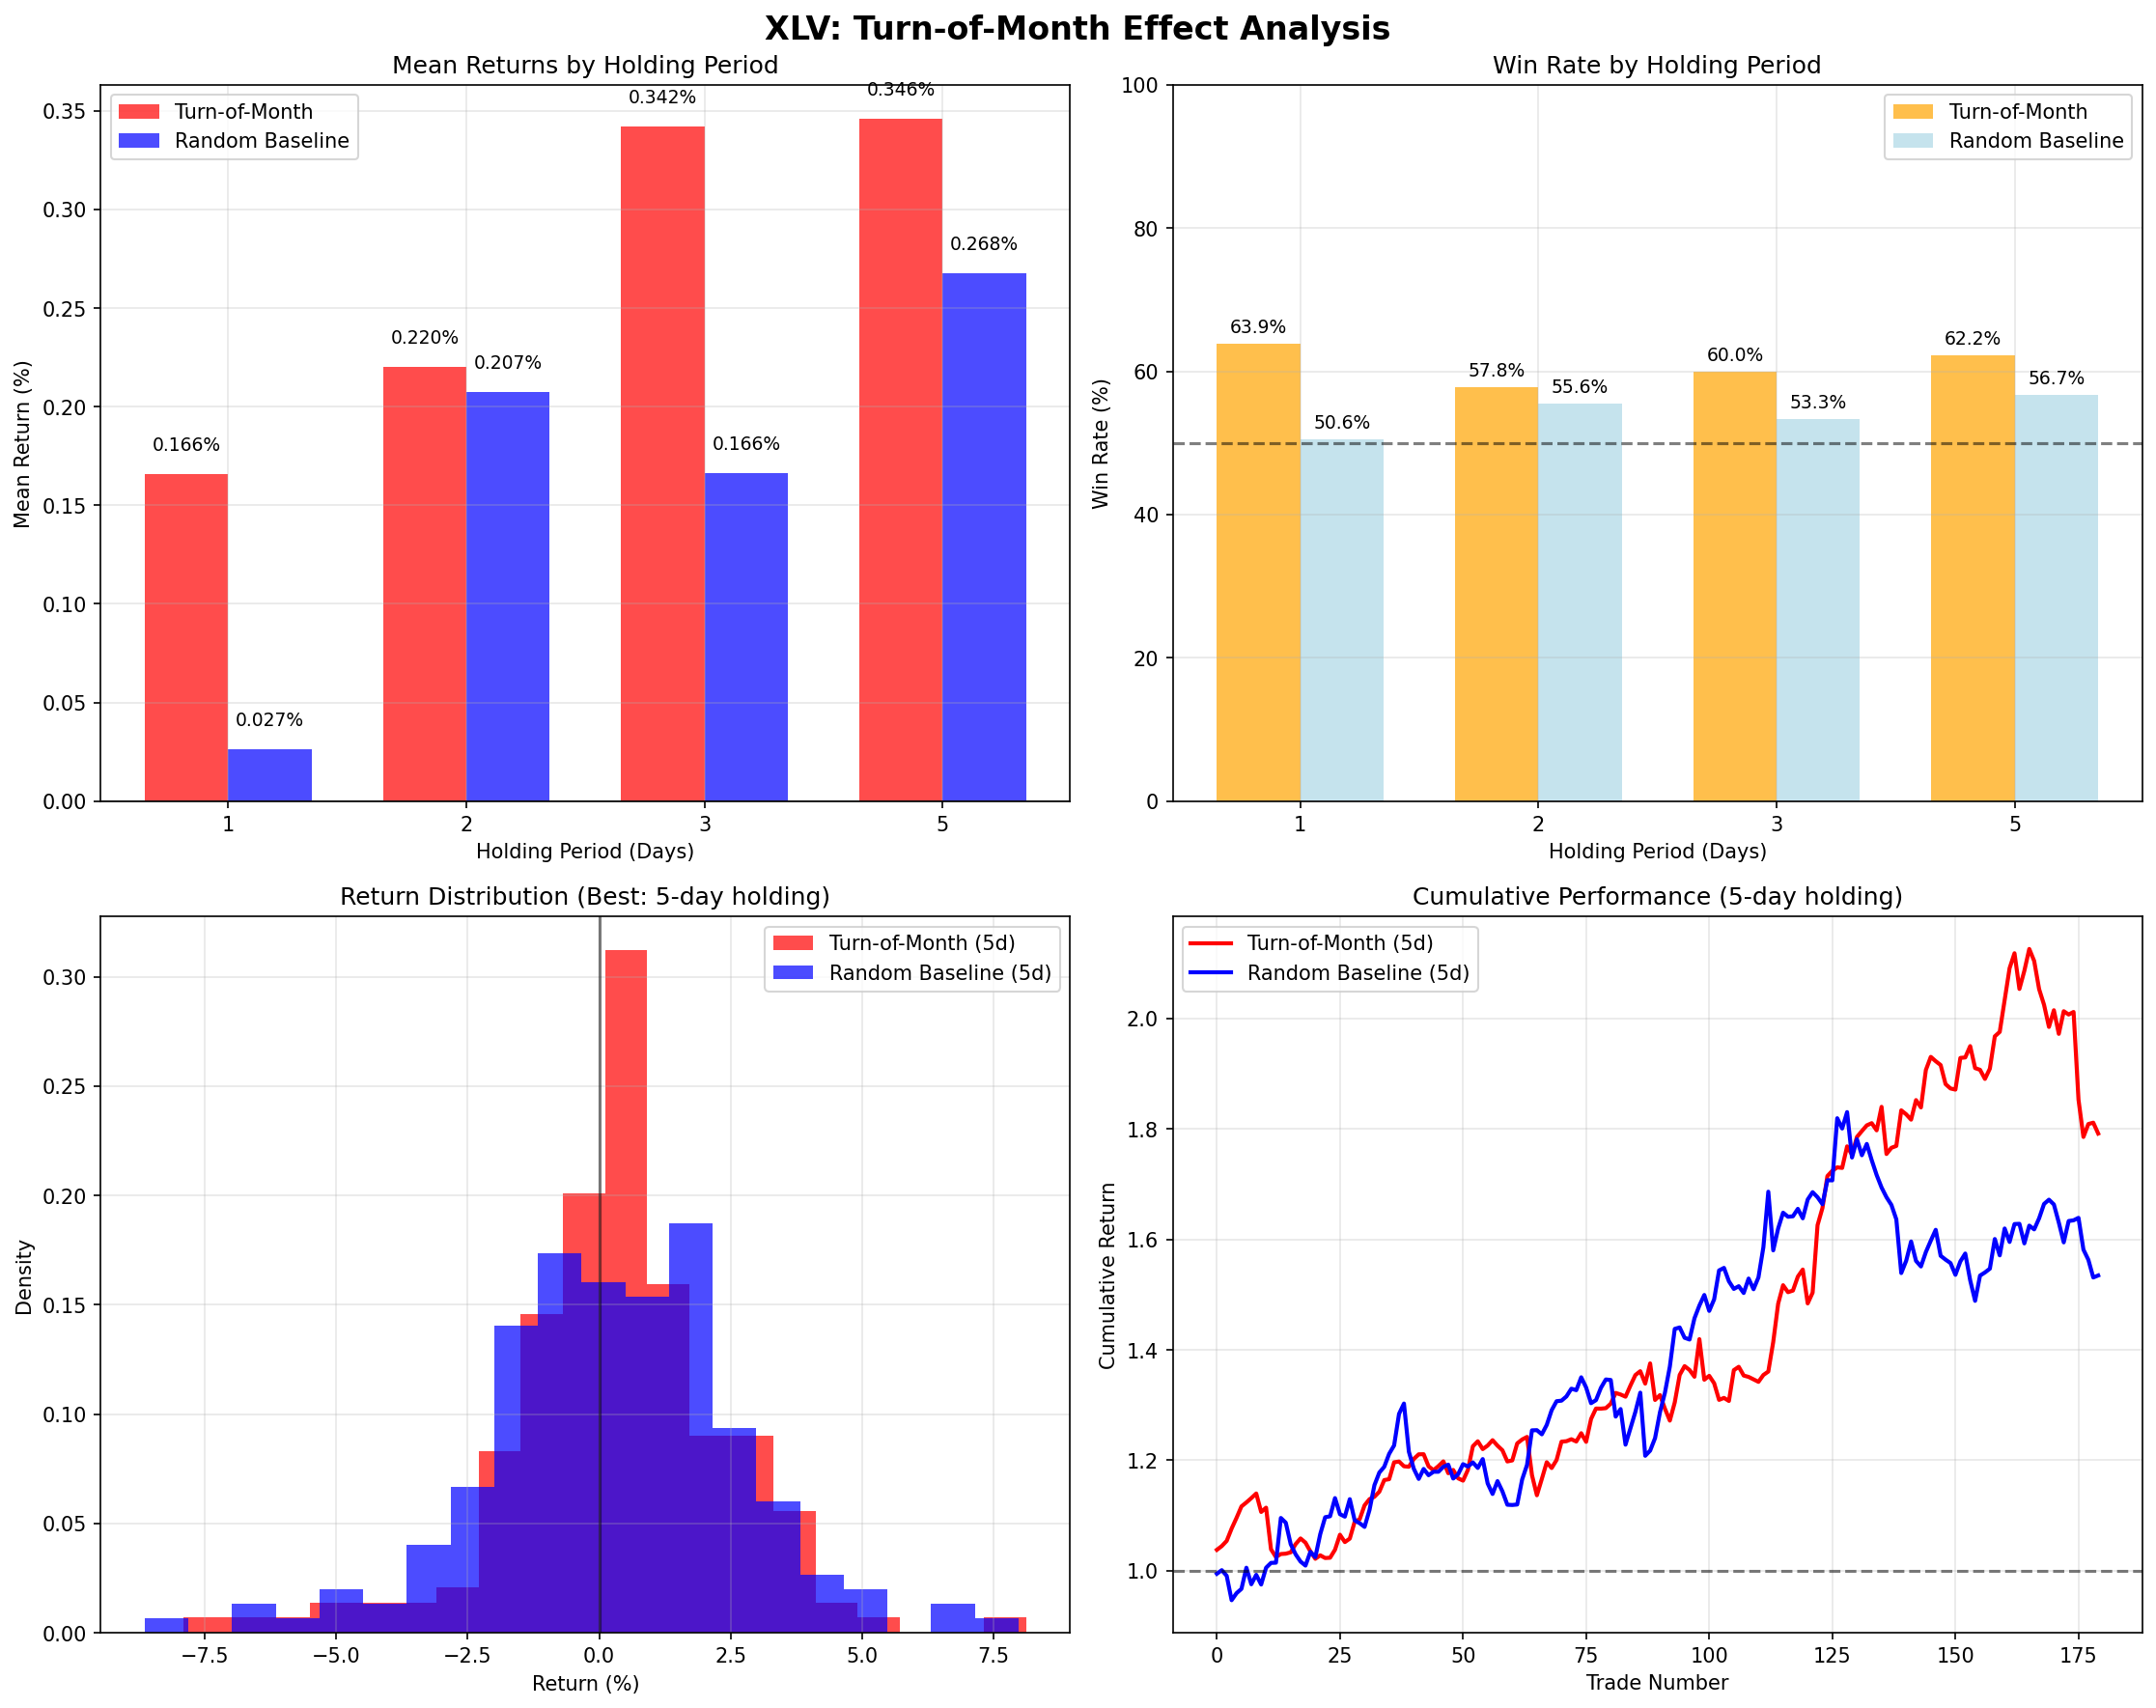 XLV: Turn-of-Month Effect Analysis
Mean Returns by Holding Period
Turn-of-Month
Random Baseline
0.166%
0.027%
0.220%
0.207%
0.342%
0.166%
0.346%
0.268%
0.35
0.30
0.25
0.20
0.15
0.10
0.05
0.00
Mean Return (%)
1 2 3 5
Holding Period (Days)
Win Rate by Holding Period
Turn-of-Month
Random Baseline
63.9%
50.6%
57.8%
55.6%
60.0%
53.3%
62.2%
56.7%
100
80
60
40
20
0
Win Rate (%)
1 2 3 5
Holding Period (Days)
Return Distribution (Best: 5-day holding)
Turn-of-Month (5d)
Random Baseline (5d)
0.30
0.25
0.20
0.15
0.10
0.05
0.00
Density
−7.5 −5.0 −2.5 0.0 2.5 5.0 7.5
Return (%)
Cumulative Performance (5-day holding)
Turn-of-Month (5d)
Random Baseline (5d)
2.0
1.8
1.6
1.4
1.2
1.0
Cumulative Return
0 25 50 75 100 125 150 175
Trade Number